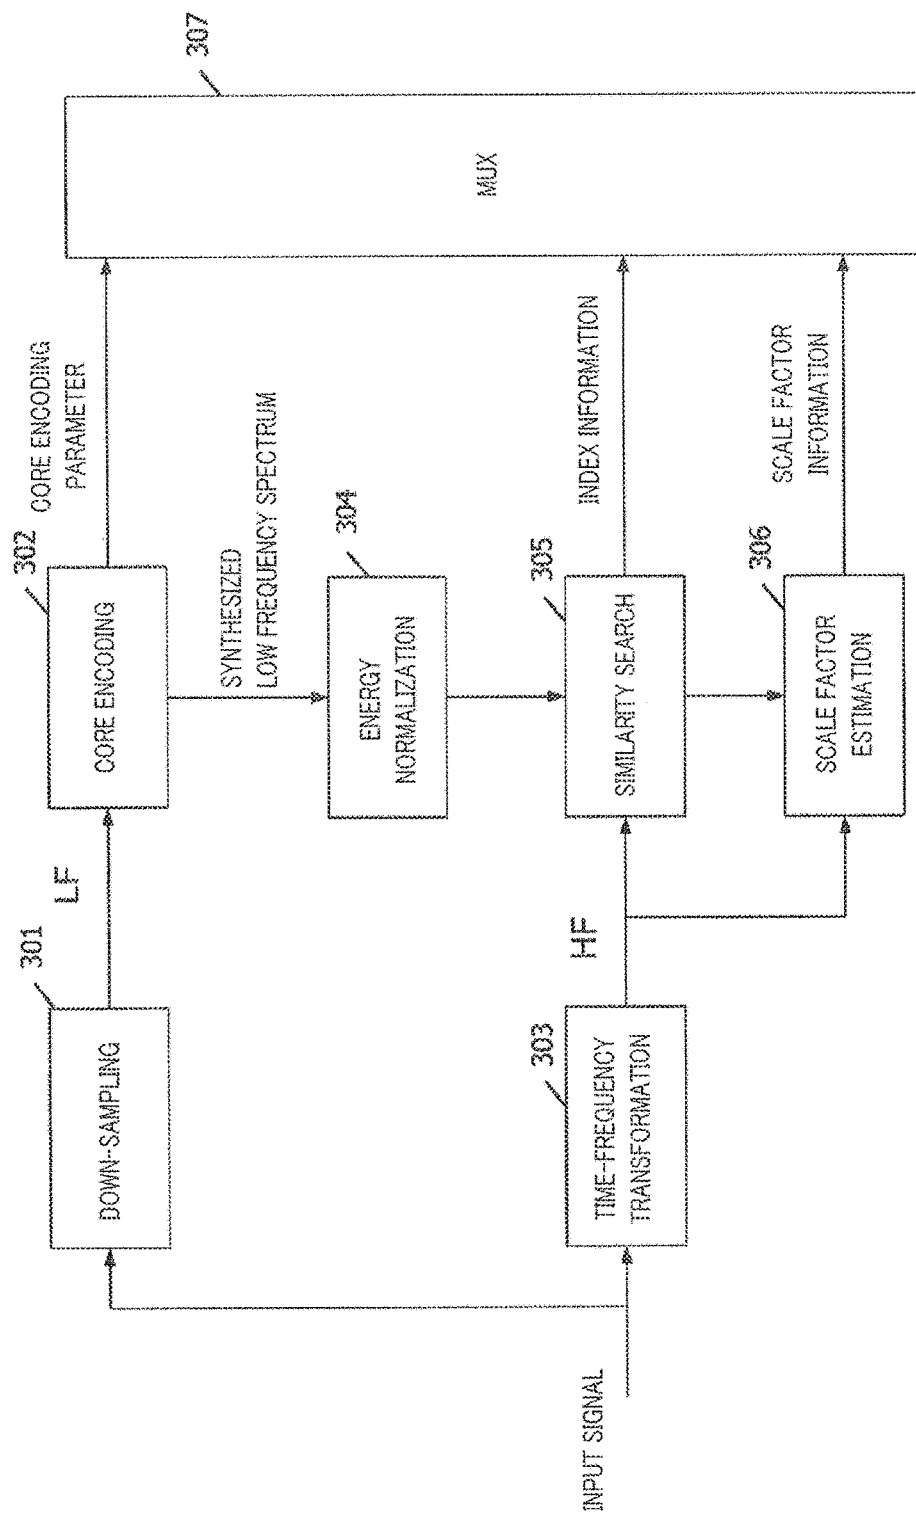 INPUT SIGNAL
301
DOWN-SAMPLING
LF
302
CORE ENCODING
CORE ENCODING
PARAMETER
307
MUX
SYNTHESIZED
LOW FREQUENCY SPECTRUM
304
ENERGY
NORMALIZATION
303
TIME-FREQUENCY
TRANSFORMATION
HF
305
SIMILARITY SEARCH
INDEX INFORMATION
306
SCALE FACTOR
ESTIMATION
SCALE FACTOR
INFORMATION